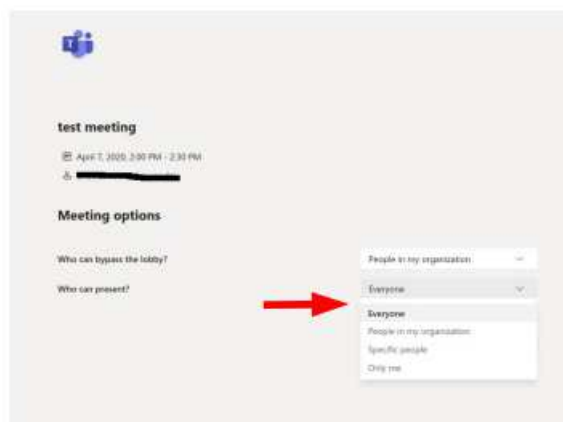 test meeting
April 7, 2020, 2:00 PM - 2:30 PM
Meeting options
Who can bypass the lobby?
People in my organization
Who can present?
Everyone
Everyone
People in my organization
Specific people
Only me